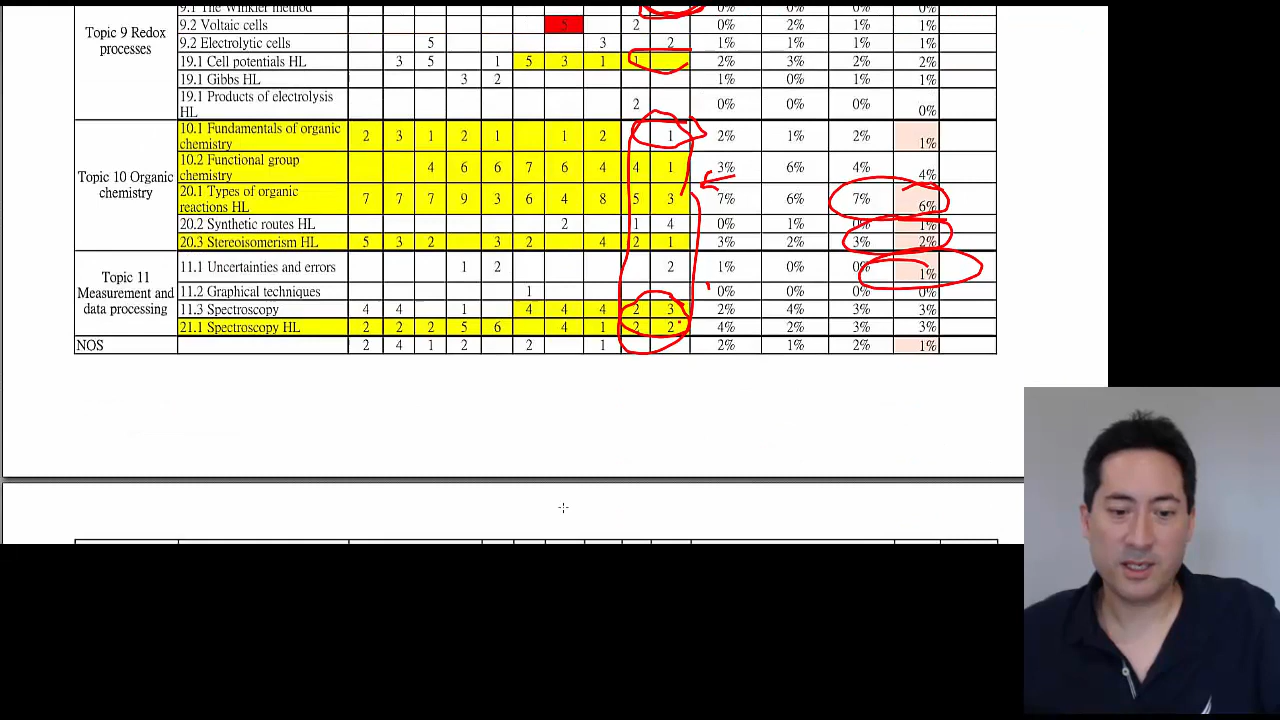 9.1 The Winkler method
Topic 9 Redox processes
9.2 Voltaic cells 5 2 0% 2% 1% 1%
9.2 Electrolytic cells 5 3 2 1% 1% 1% 1%
19.1 Cell potentials HL 3 5 1 5 3 1 1 2% 3% 2% 2%
19.1 Gibbs HL 3 2 1% 0% 1% 1%
19.1 Products of electrolysis
HL 2 0% 0% 0% 0%
Topic 10 Organic chemistry
10.1 Fundamentals of organic
chemistry 2 3 1 2 1 1 2 1 2% 1% 2% 1%
10.2 Functional group
chemistry 4 6 6 7 6 4 4 1 3% 6% 4% 4%
20.1 Types of organic
reactions HL 7 7 7 9 3 6 4 8 5 3 7% 6% 7% 6%
20.2 Synthetic routes HL 2 1 4 0% 1% 0% 1%
20.3 Stereoisomerism HL 5 3 2 3 2 4 2 1 3% 2% 3% 2%
Topic 11
Measurement and
data processing
11.1 Uncertainties and errors 1 2 2 1% 0% 0% 1%
11.2 Graphical techniques 1 0% 0% 0% 0%
11.3 Spectroscopy 4 4 1 4 4 4 2 3 2% 4% 3% 3%
21.1 Spectroscopy HL 2 2 2 5 6 4 1 2 2 4% 2% 3% 3%
NOS 2 4 1 2 2 1 2% 1% 2% 1%